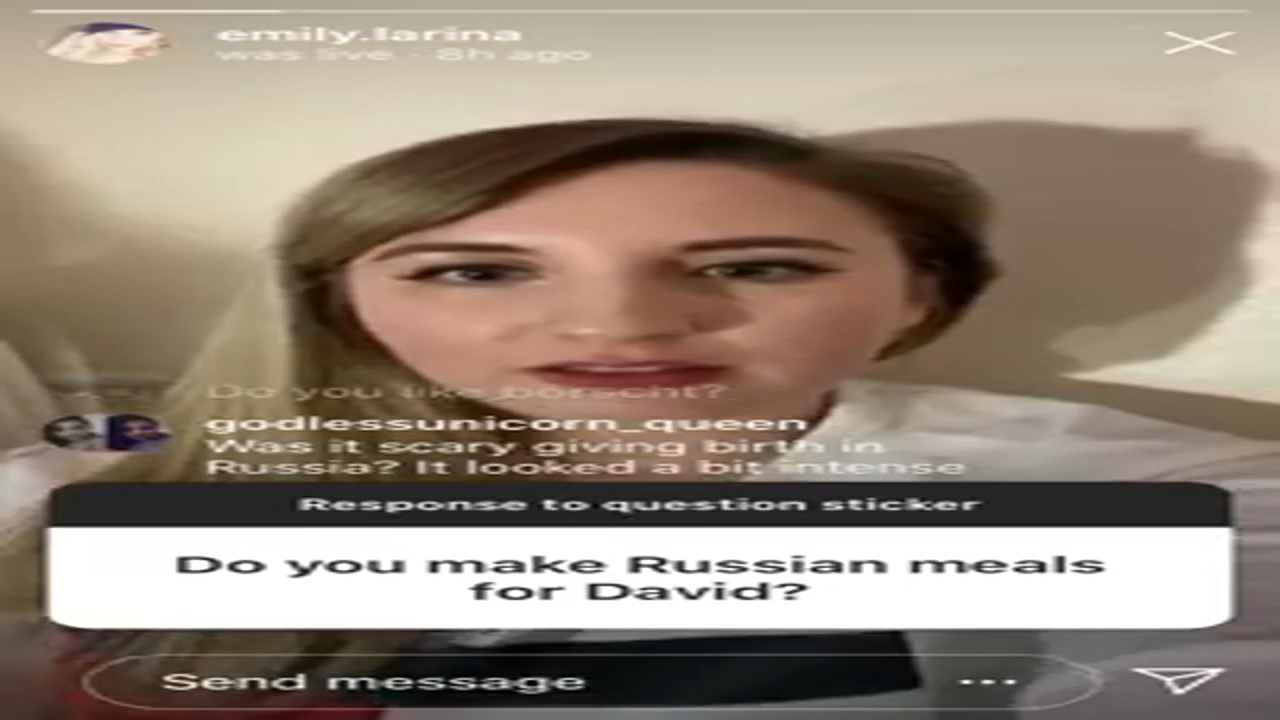 emily.larina
was live · 8h ago
Do you like borscht?
godlessunicorn_queen
Was it scary giving birth in
Russia? It looked a bit intense
Response to question sticker
Do you make Russian meals
for David?
Send message